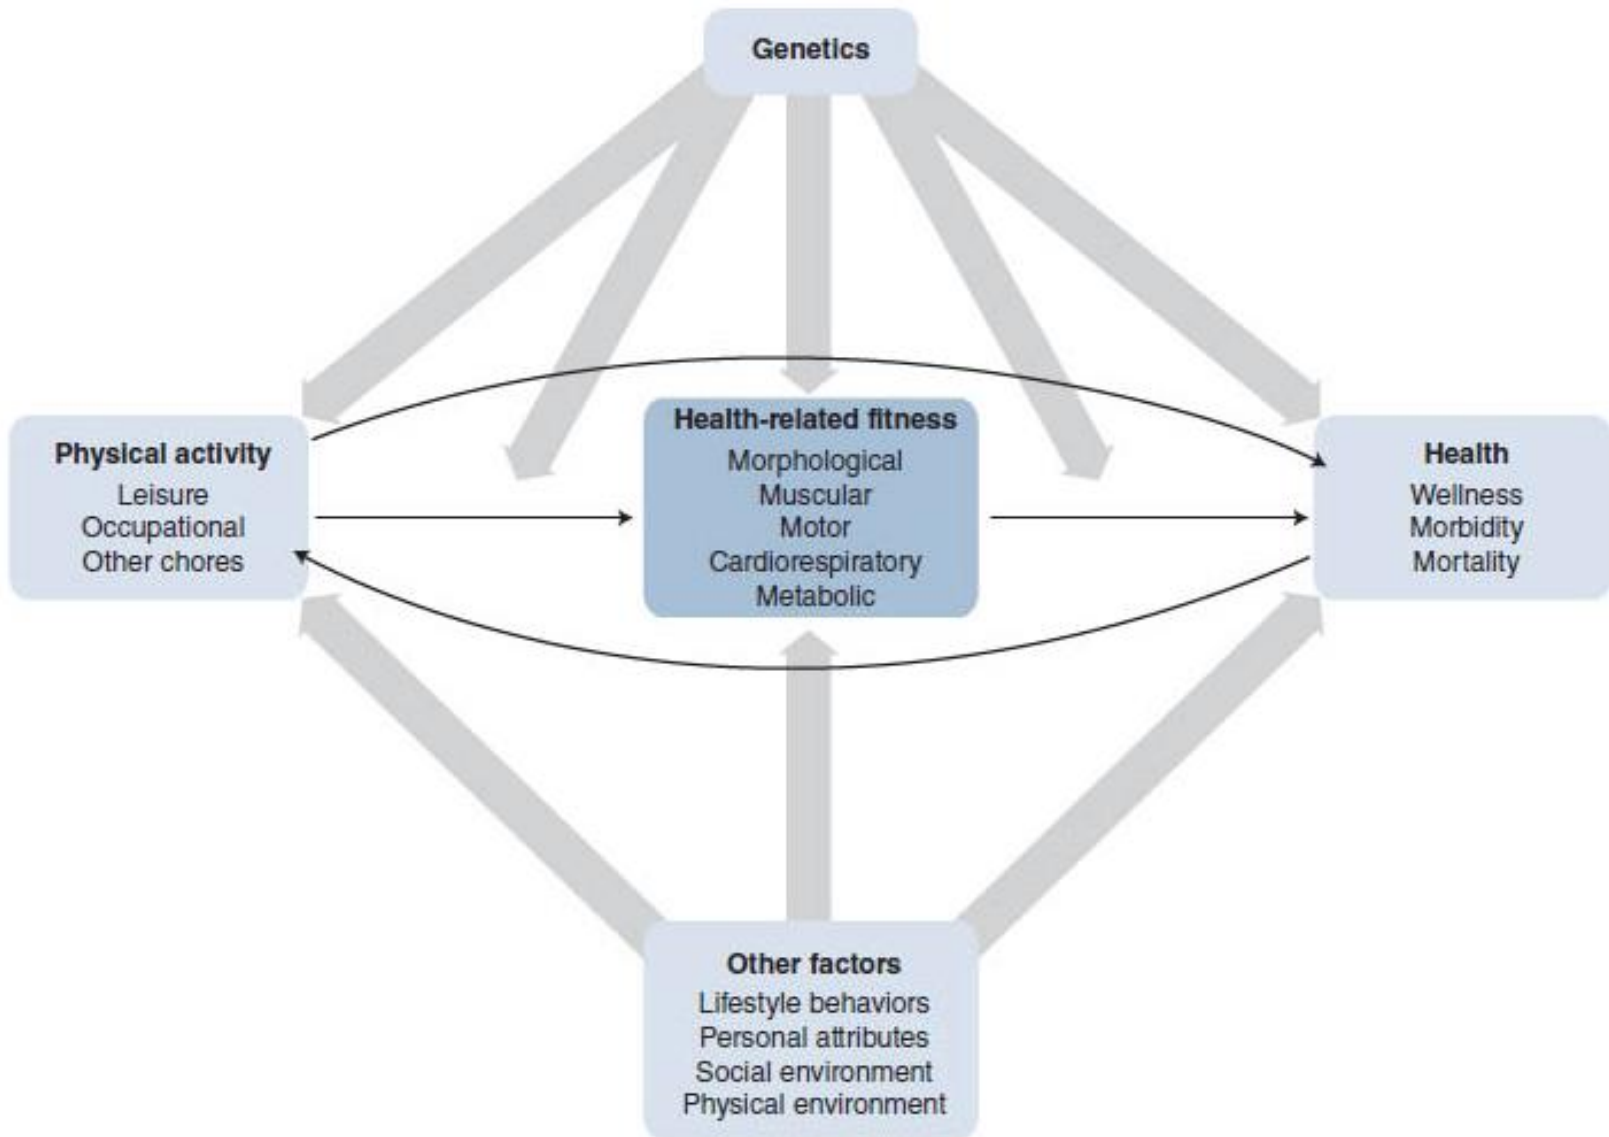 Genetics
Physical activity
Leisure
Occupational
Other chores
Health-related fitness
Morphological
Muscular
Motor
Cardiorespiratory
Metabolic
Health
Wellness
Morbidity
Mortality
Other factors
Lifestyle behaviors
Personal attributes
Social environment
Physical environment